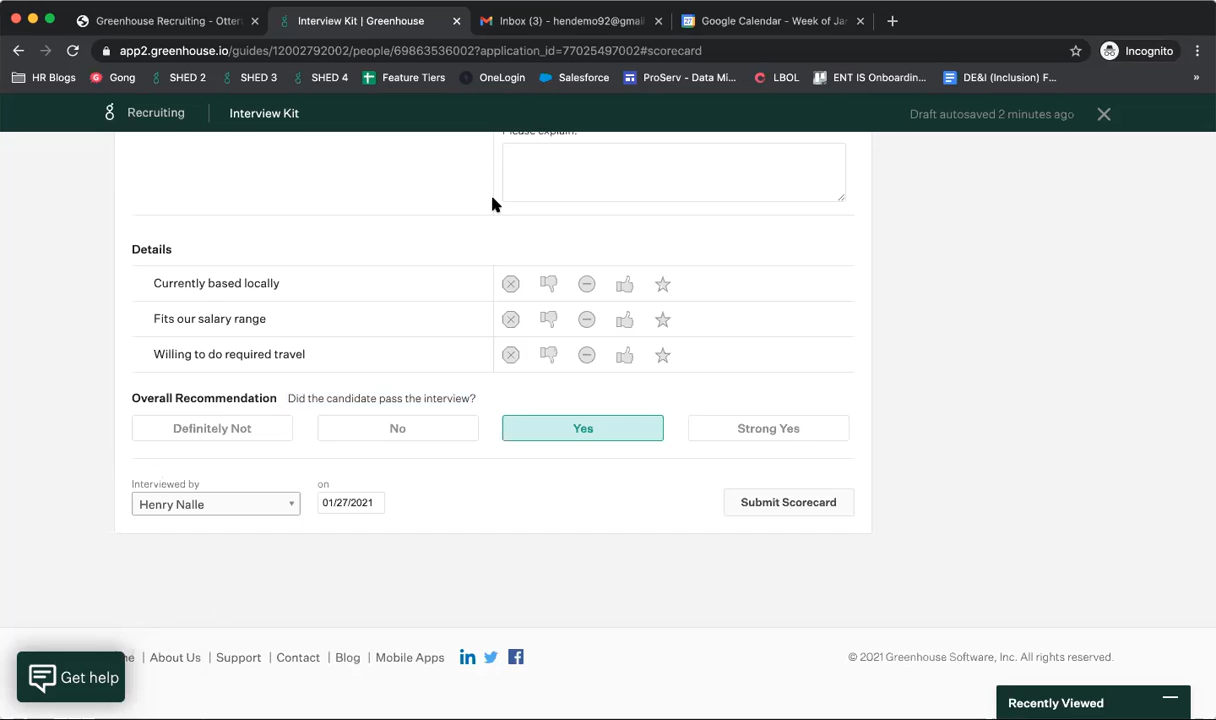 Greenhouse Recruiting - Otter
Interview Kit | Greenhouse
Inbox (3) - hendemo92@gmail
Google Calendar - Week of Ja
app2.greenhouse.io/guides/12002792002/people/69863536002?application_id=77025497002#scorecard
Incognito
HR Blogs
Gong
SHED 2
SHED 3
SHED 4
Feature Tiers
OneLogin
Salesforce
ProServ - Data Mi...
LBOL
ENT IS Onboardin...
DE&I (Inclusion) F...
»
Recruiting
Interview Kit
Draft autosaved 2 minutes ago
Please explain:
Details
Currently based locally
Fits our salary range
Willing to do required travel
Overall Recommendation Did the candidate pass the interview?
Definitely Not
No
Yes
Strong Yes
Interviewed by
on
Henry Nalle
01/27/2021
Submit Scorecard
| About Us | Support | Contact | Blog | Mobile Apps
© 2021 Greenhouse Software, Inc. All rights reserved.
Get help
Recently Viewed